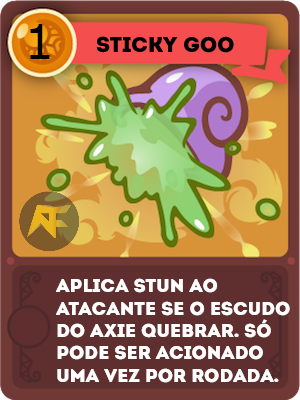 1
STICKY GOO
AF
APLICA STUN AO
ATACANTE SE O ESCUDO
DO AXIE QUEBRAR. SÓ
PODE SER ACIONADO
UMA VEZ POR RODADA.